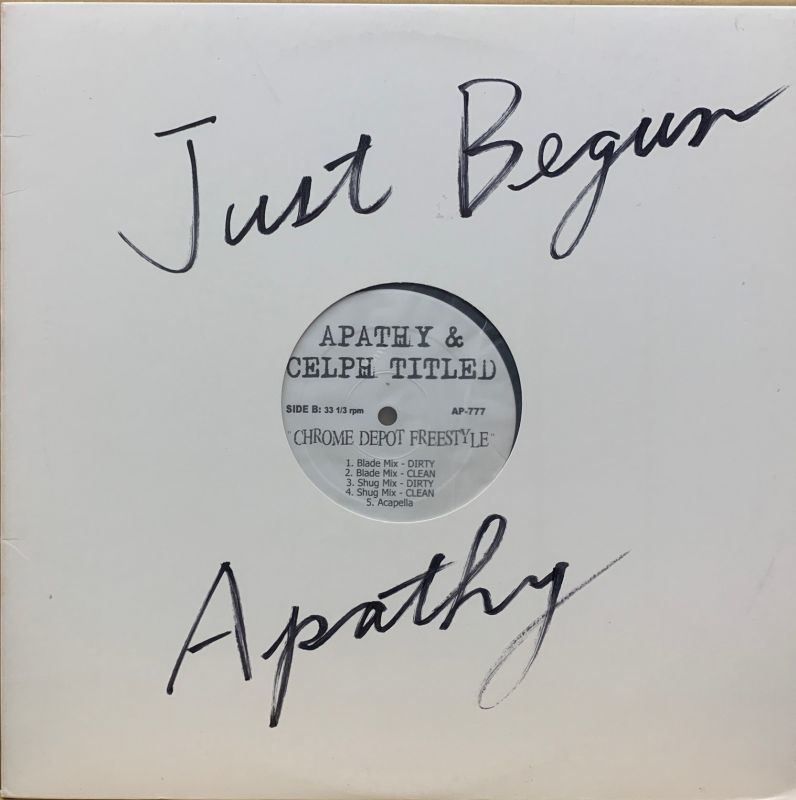 Just Begun
APATHY &
CELPH TITLED
SIDE B: 33 1/3 rpm AP-777
"CHROME DEPOT FREESTYLE"
1. Blade Mix - DIRTY
2. Blade Mix - CLEAN
3. Shug Mix - DIRTY
4. Shug Mix - CLEAN
5. Acapella
Apathy